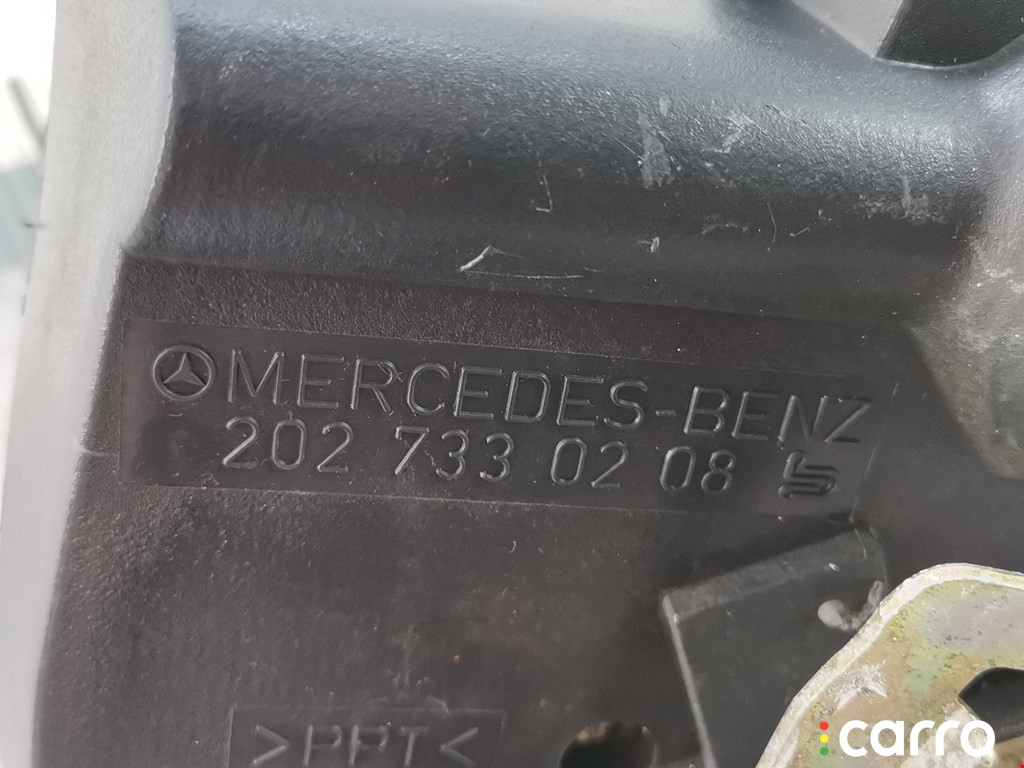 MERCEDES-BENZ
202 733 02 08
>PPT<
carro